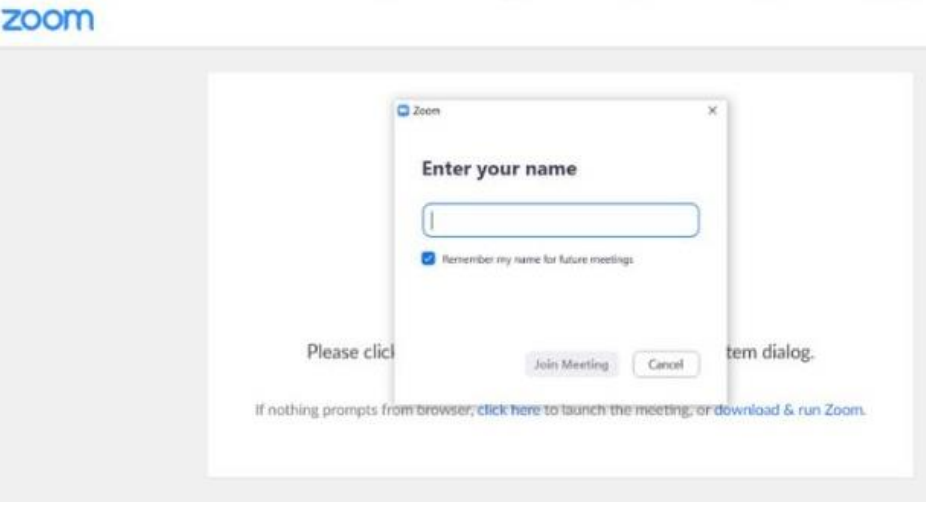 zoom
Zoom
Enter your name
Remember my name for future meetings
Please clic
tem dialog.
Join Meeting
Cancel
If nothing prompts from browser, click here to launch the meeting, or download & run Zoom.